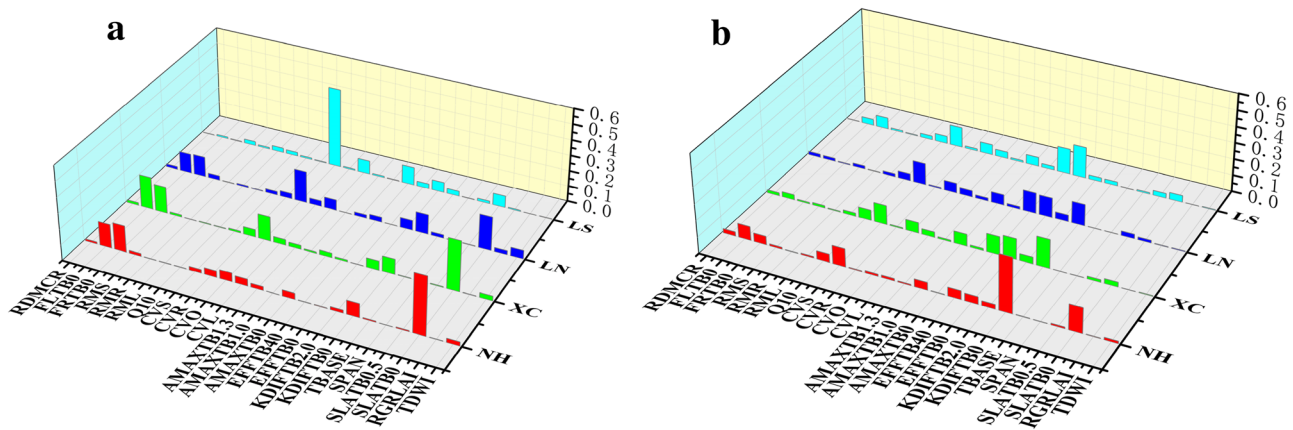 a
0.6
0.5
0.4
0.3
0.2
0.1
0.0
LS
LN
XC
NH
RDMCR
FLTB0
FRTB0
RMS
RMR
RML
Q10
CVS
CVR
CVO
CVL
AMAXTB1.3
AMAXTB1.0
AMAXTB0
EFFTB40
EFFTB0
KDIFTB2.0
KDIFTB0
TBASE
SPAN
SLATB0.5
SLATB0
RGRLAI
TDWI
b
0.6
0.5
0.4
0.3
0.2
0.1
0.0
LS
LN
XC
NH
RDMCR
FLTB0
FRTB0
RMS
RMR
RML
Q10
CVS
CVR
CVO
CVL
AMAXTB1.3
AMAXTB1.0
AMAXTB0
EFFTB40
EFFTB0
KDIFTB2.0
KDIFTB0
TBASE
SPAN
SLATB0.5
SLATB0
RGRLAI
TDWI